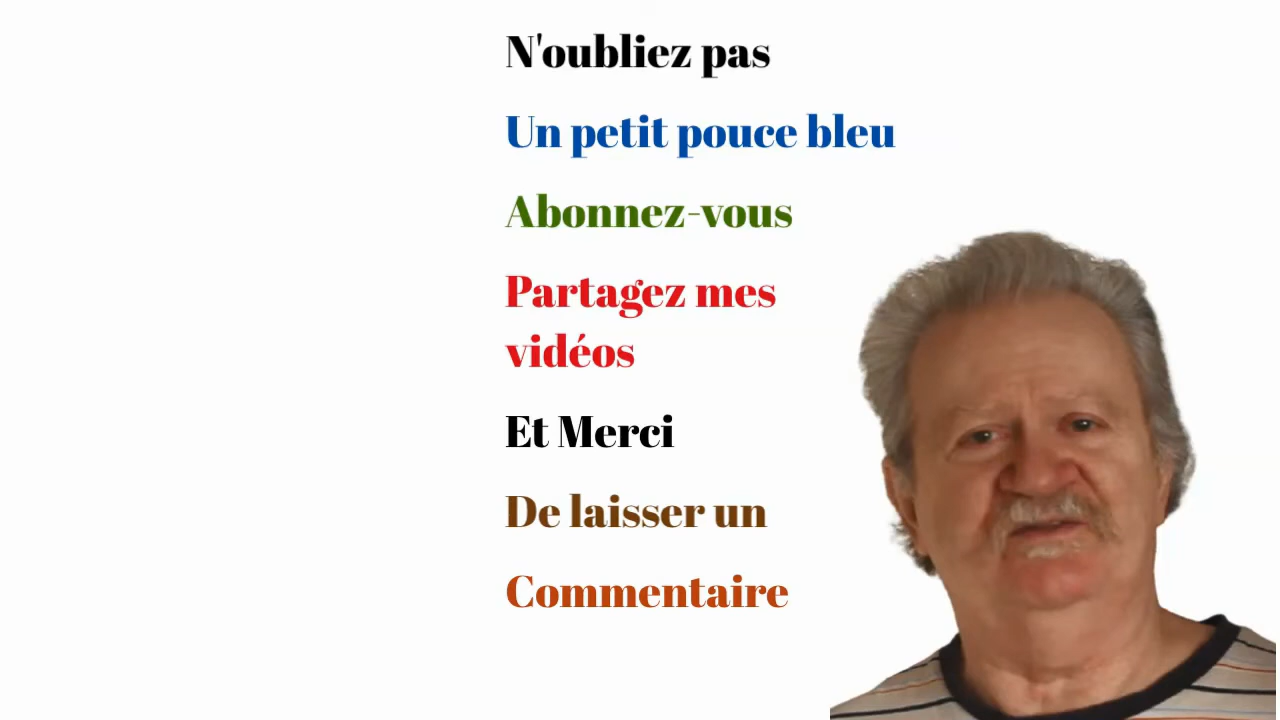 N'oubliez pas
Un petit pouce bleu
Abonnez-vous
Partagez mes
vidéos
Et Merci
De laisser un
Commentaire